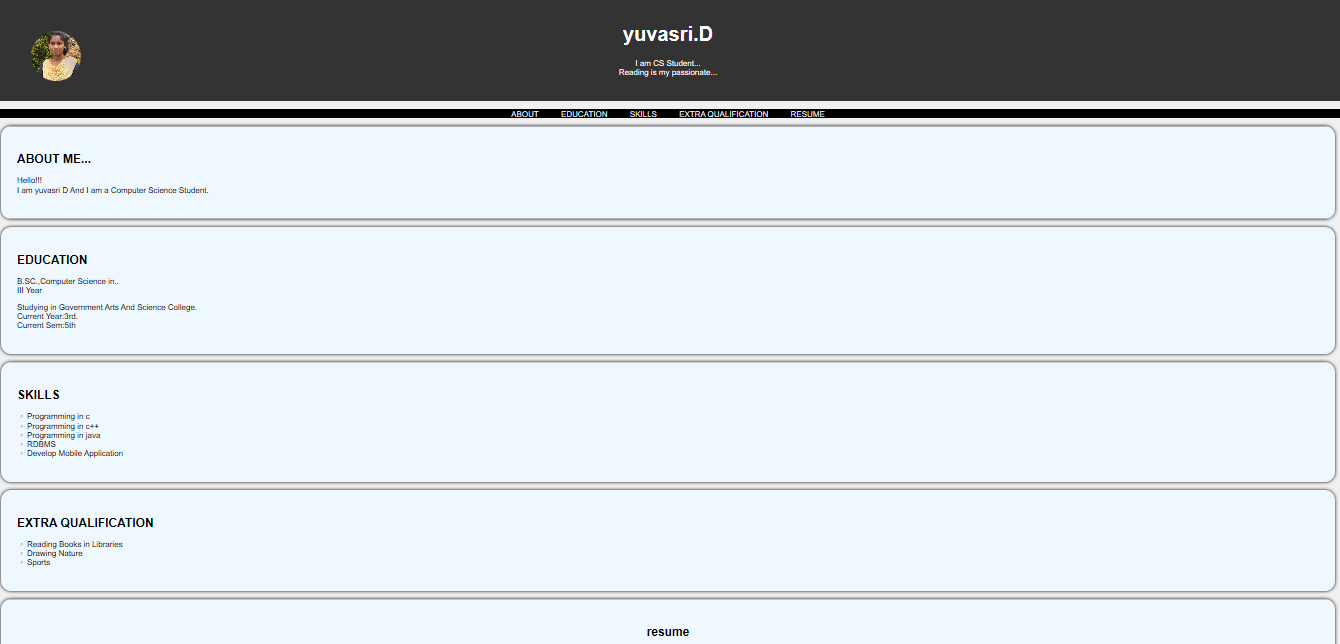 yuvasri.D
I am CS Student...
Reading is my passionate...
ABOUT EDUCATION SKILLS EXTRA QUALIFICATION RESUME
ABOUT ME...
Hello!!!
I am yuvasri D And I am a Computer Science Student.
EDUCATION
B.SC.,Computer Science in..
III Year
Studying in Government Arts And Science College.
Current Year:3rd.
Current Sem:5th
SKILLS
Programming in c
Programming in c++
Programming in java
RDBMS
Develop Mobile Application
EXTRA QUALIFICATION
Reading Books in Libraries
Drawing Nature
Sports
resume